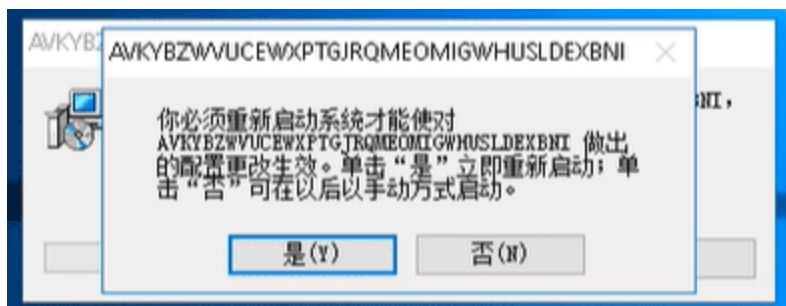 AVKYBZ
AVKYBZWVUCEWXPTGJRQMEOMIGWHUSLDEXBNI
BNI，
你必须重新启动系统才能使对
AVKYBZWVUCEWXPTGJRQMEOMIGWHUSLDEXBNI 做出
的配置更改生效。单击“是”立即重新启动；单
击“否”可在以后以手动方式启动。
是(Y)
否(N)